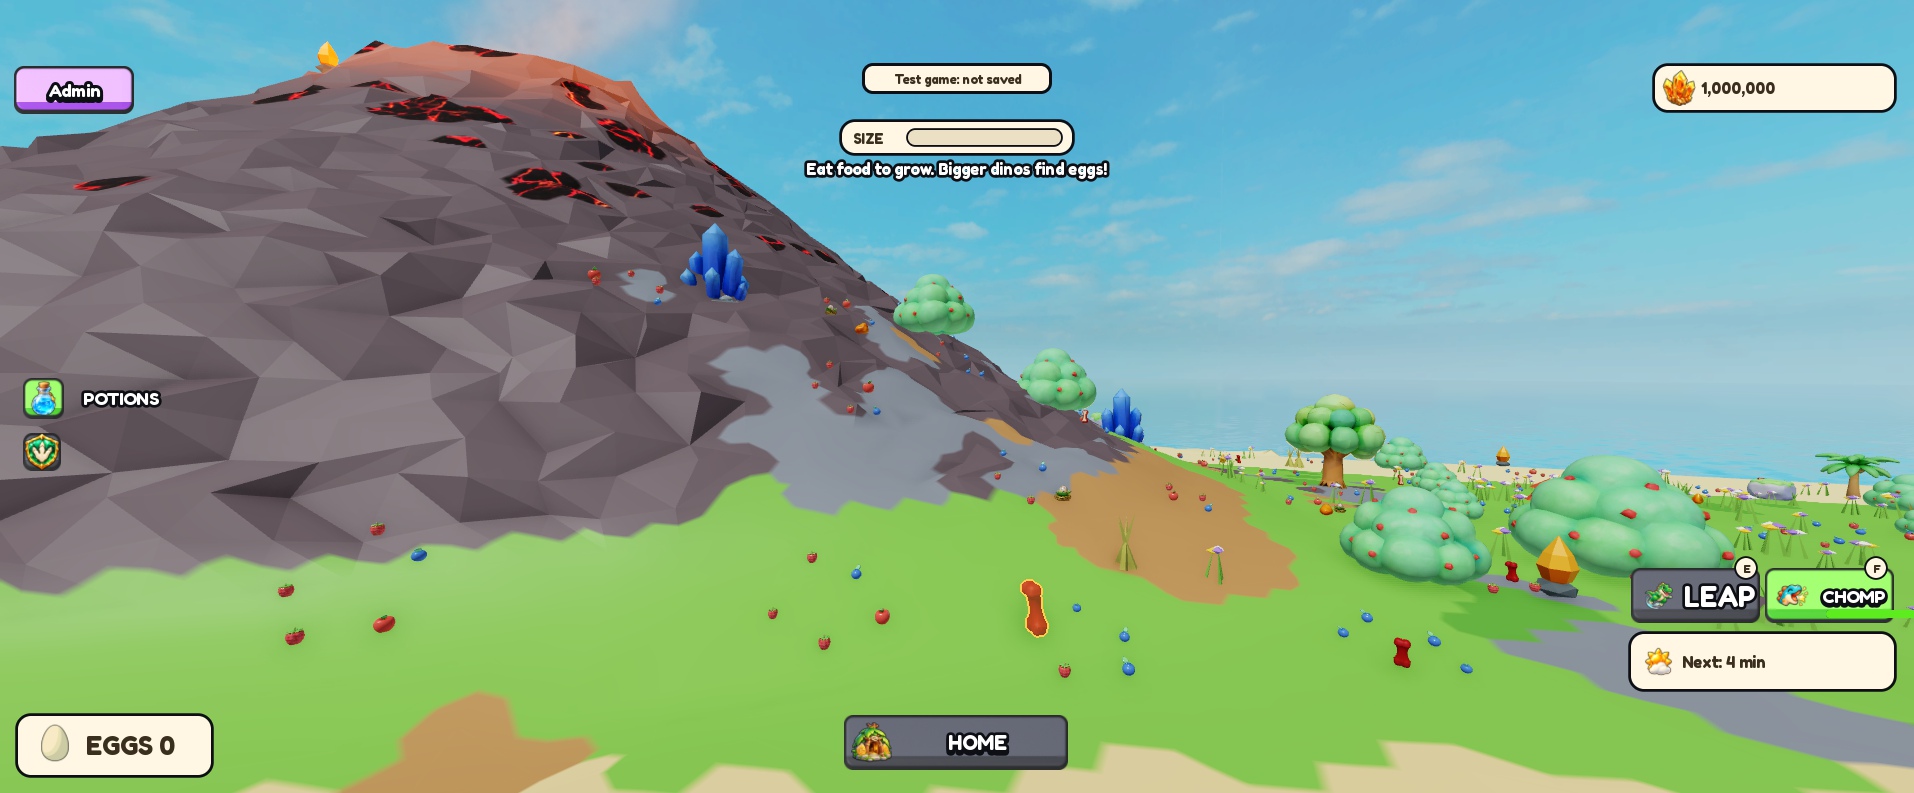 Admin
Test game: not saved
1,000,000
SIZE
Eat food to grow. Bigger dinos find eggs!
POTIONS
E
F
LEAP
CHOMP
Next: 4 min
EGGS 0
HOME